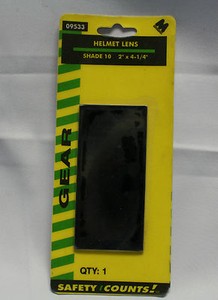 09533
HELMET LENS
SHADE 10 2" x 4-1/4"
GEAR
QTY: 1
SAFETY COUNTS!